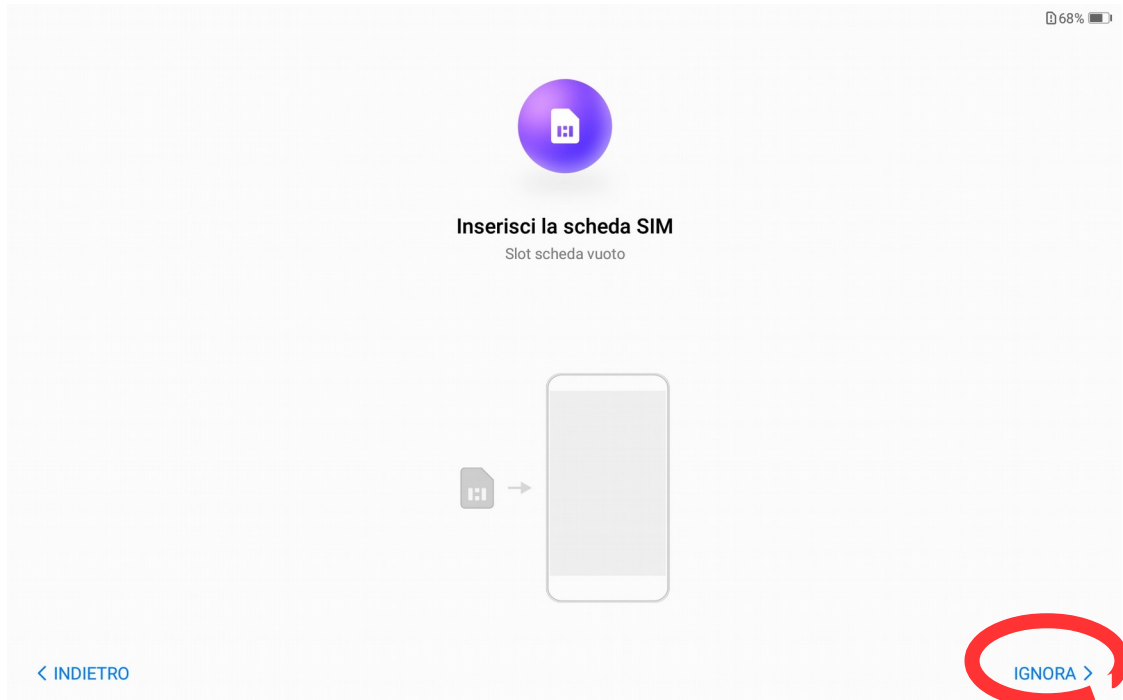 68%
Inserisci la scheda SIM
Slot scheda vuoto
INDIETRO
IGNORA